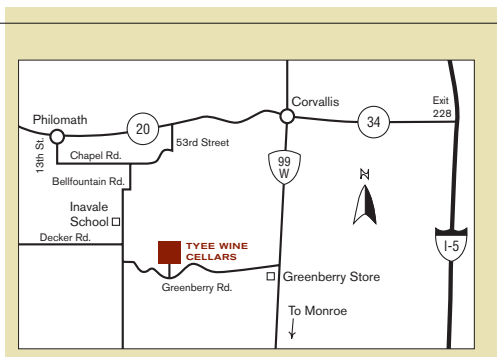 Corvallis
Exit
228
Philomath
20
34
13th St.
53rd Street
Chapel Rd.
99
W
Bellfountain Rd.
N
Inavale
School
Decker Rd.
I-5
TYEE WINE
CELLARS
Greenberry Store
Greenberry Rd.
To Monroe